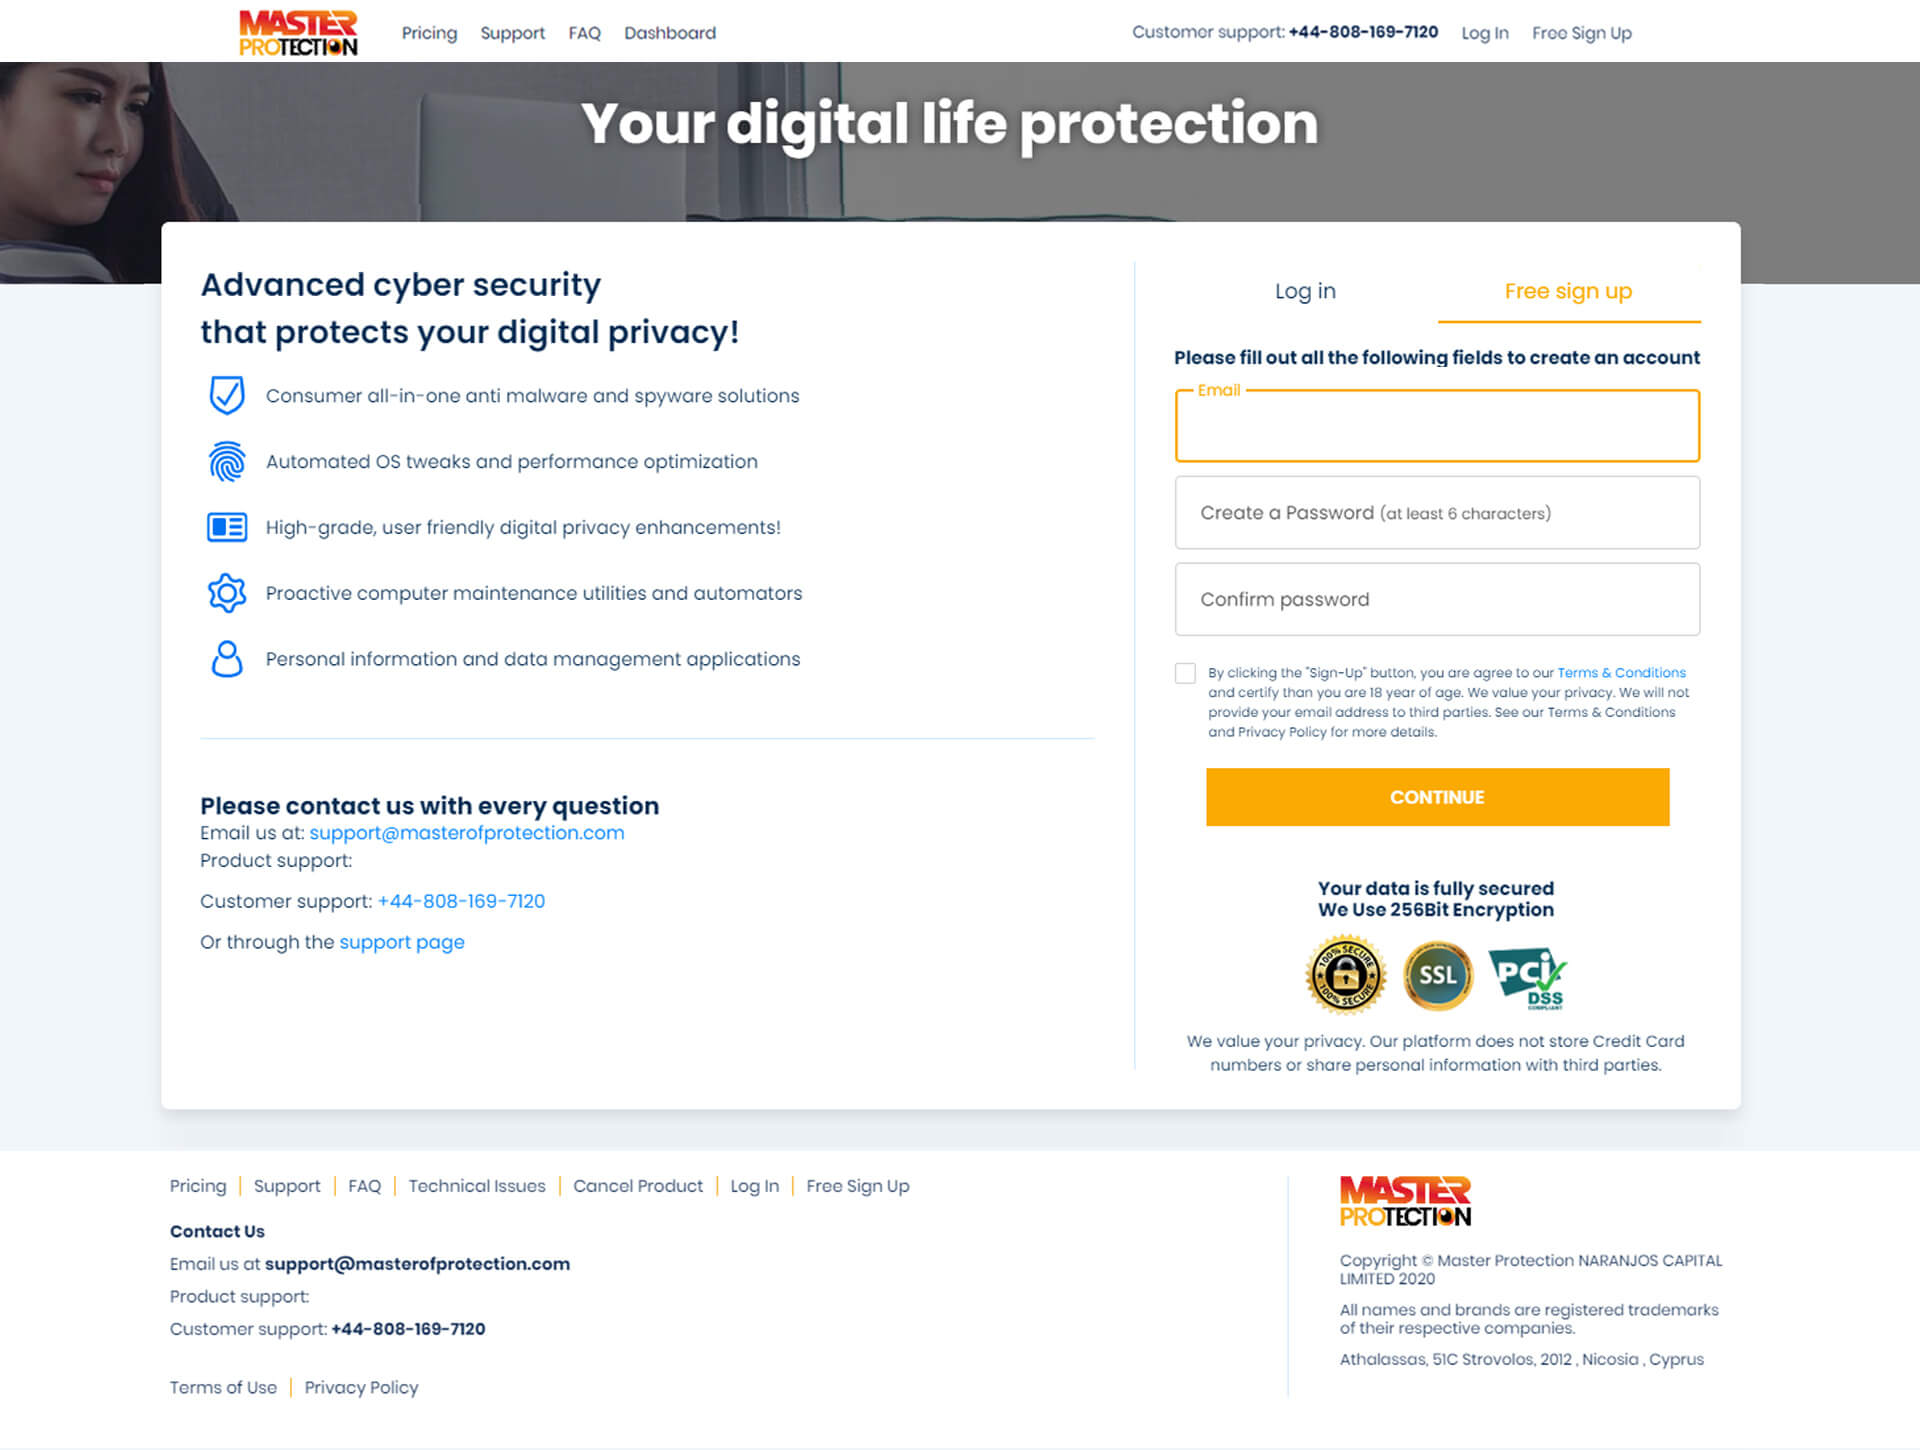 MASTER
PROTECTION
Pricing
Support
FAQ
Dashboard
Customer support: +44-808-169-7120
Log In
Free Sign Up
Your digital life protection
Advanced cyber security
that protects your digital privacy!
Consumer all-in-one anti malware and spyware solutions
Automated OS tweaks and performance optimization
High-grade, user friendly digital privacy enhancements!
Proactive computer maintenance utilities and automators
Personal information and data management applications
Please contact us with every question
Email us at: support@masterofprotection.com
Product support:
Customer support: +44-808-169-7120
Or through the support page
Log in
Free sign up
Please fill out all the following fields to create an account
Email
Create a Password (at least 6 characters)
Confirm password
By clicking the "Sign-Up" button, you are agree to our Terms & Conditions
and certify than you are 18 year of age. We value your privacy. We will not
provide your email address to third parties. See our Terms & Conditions
and Privacy Policy for more details.
CONTINUE
Your data is fully secured
We Use 256Bit Encryption
100% SECURE
100% SECURE
SSL
PCi
DSS
COMPLIANT
We value your privacy. Our platform does not store Credit Card
numbers or share personal information with third parties.
Pricing
Support
FAQ
Technical Issues
Cancel Product
Log In
Free Sign Up
Contact Us
Email us at support@masterofprotection.com
Product support:
Customer support: +44-808-169-7120
Terms of Use
Privacy Policy
MASTER
PROTECTION
Copyright © Master Protection NARANJOS CAPITAL
LIMITED 2020
All names and brands are registered trademarks
of their respective companies.
Athalassas, 51C Strovolos, 2012 , Nicosia , Cyprus